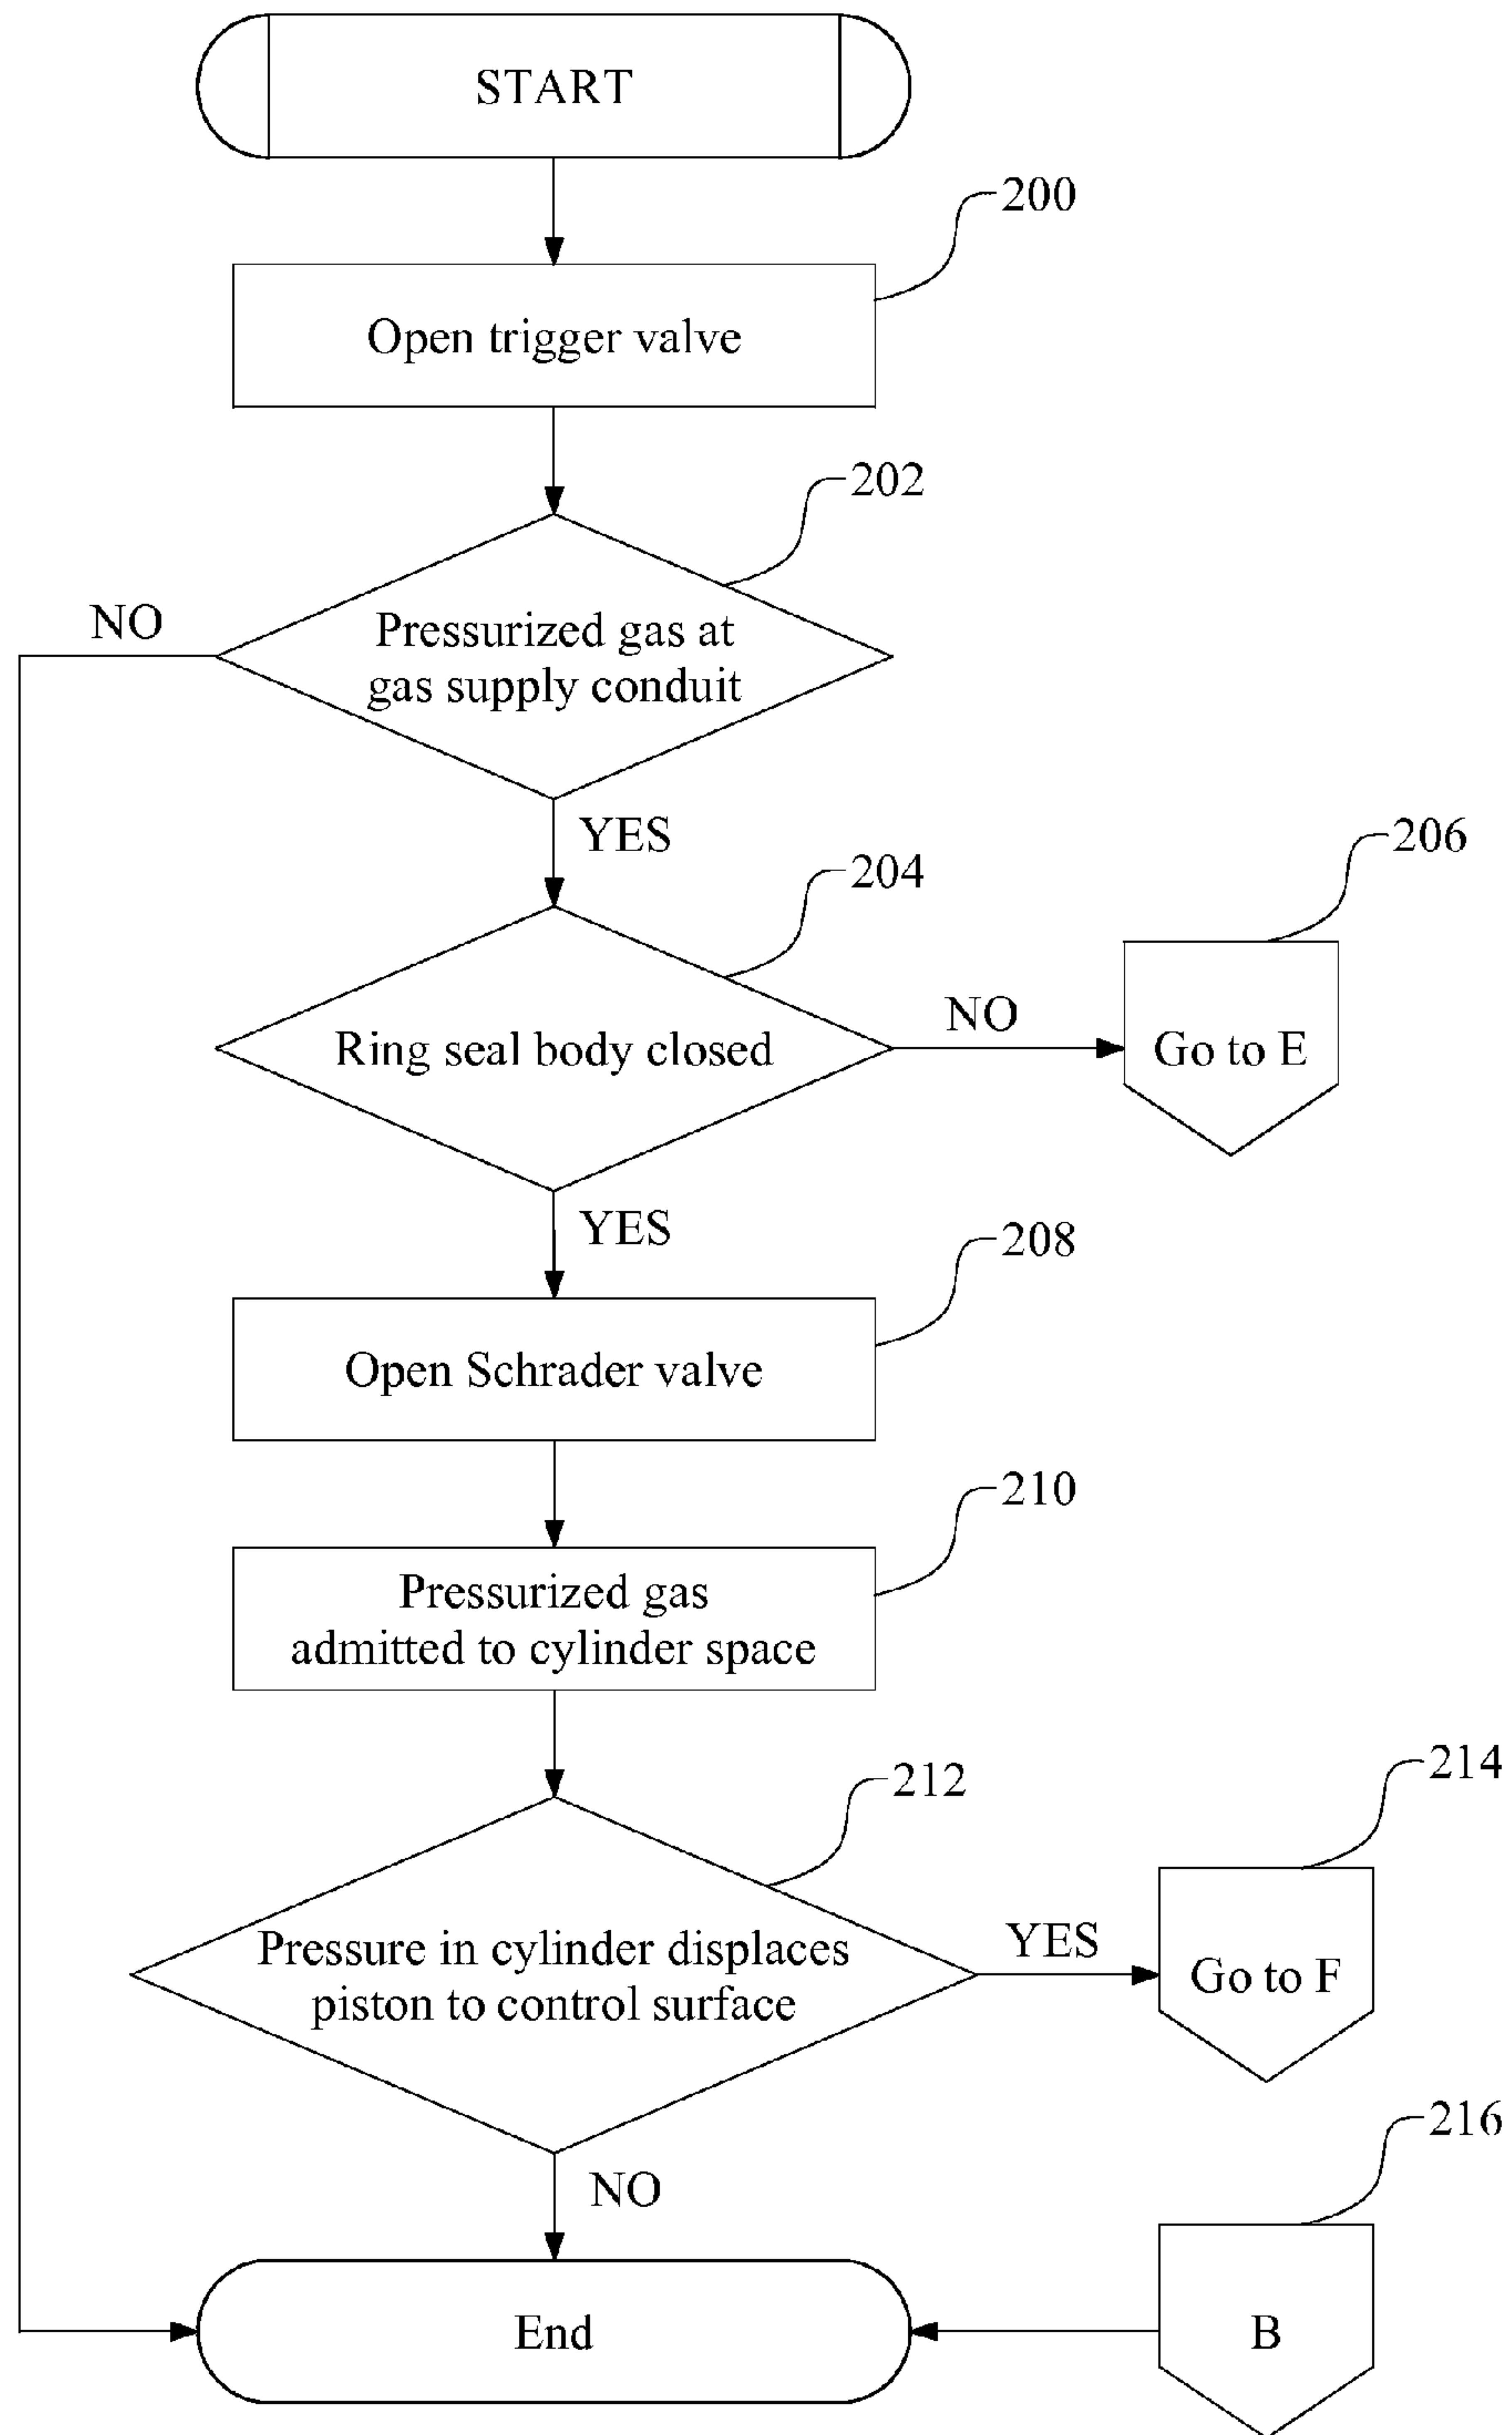 START
200
Open trigger valve
202
NO
Pressurized gas at
gas supply conduit
YES
206
204
NO
Ring seal body closed
Go to E
YES
208
Open Schrader valve
210
Pressurized gas
admitted to cylinder space
214
212
YES
Pressure in cylinder displaces
piston to control surface
Go to F
216
NO
End
B